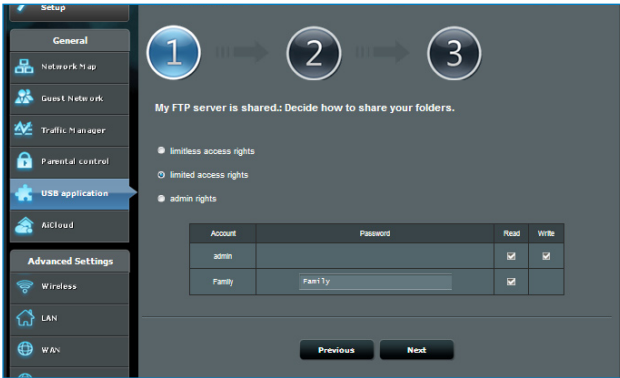 Setup
General
Network Map
Guest Network
Traffic Manager
Parental control
USB application
AiCloud
Advanced Settings
Wireless
LAN
WAN
1 2 3
My FTP server is shared.: Decide how to share your folders.
limitless access rights
limited access rights
admin rights
Account Password Read Write
admin
Family Family
Previous Next